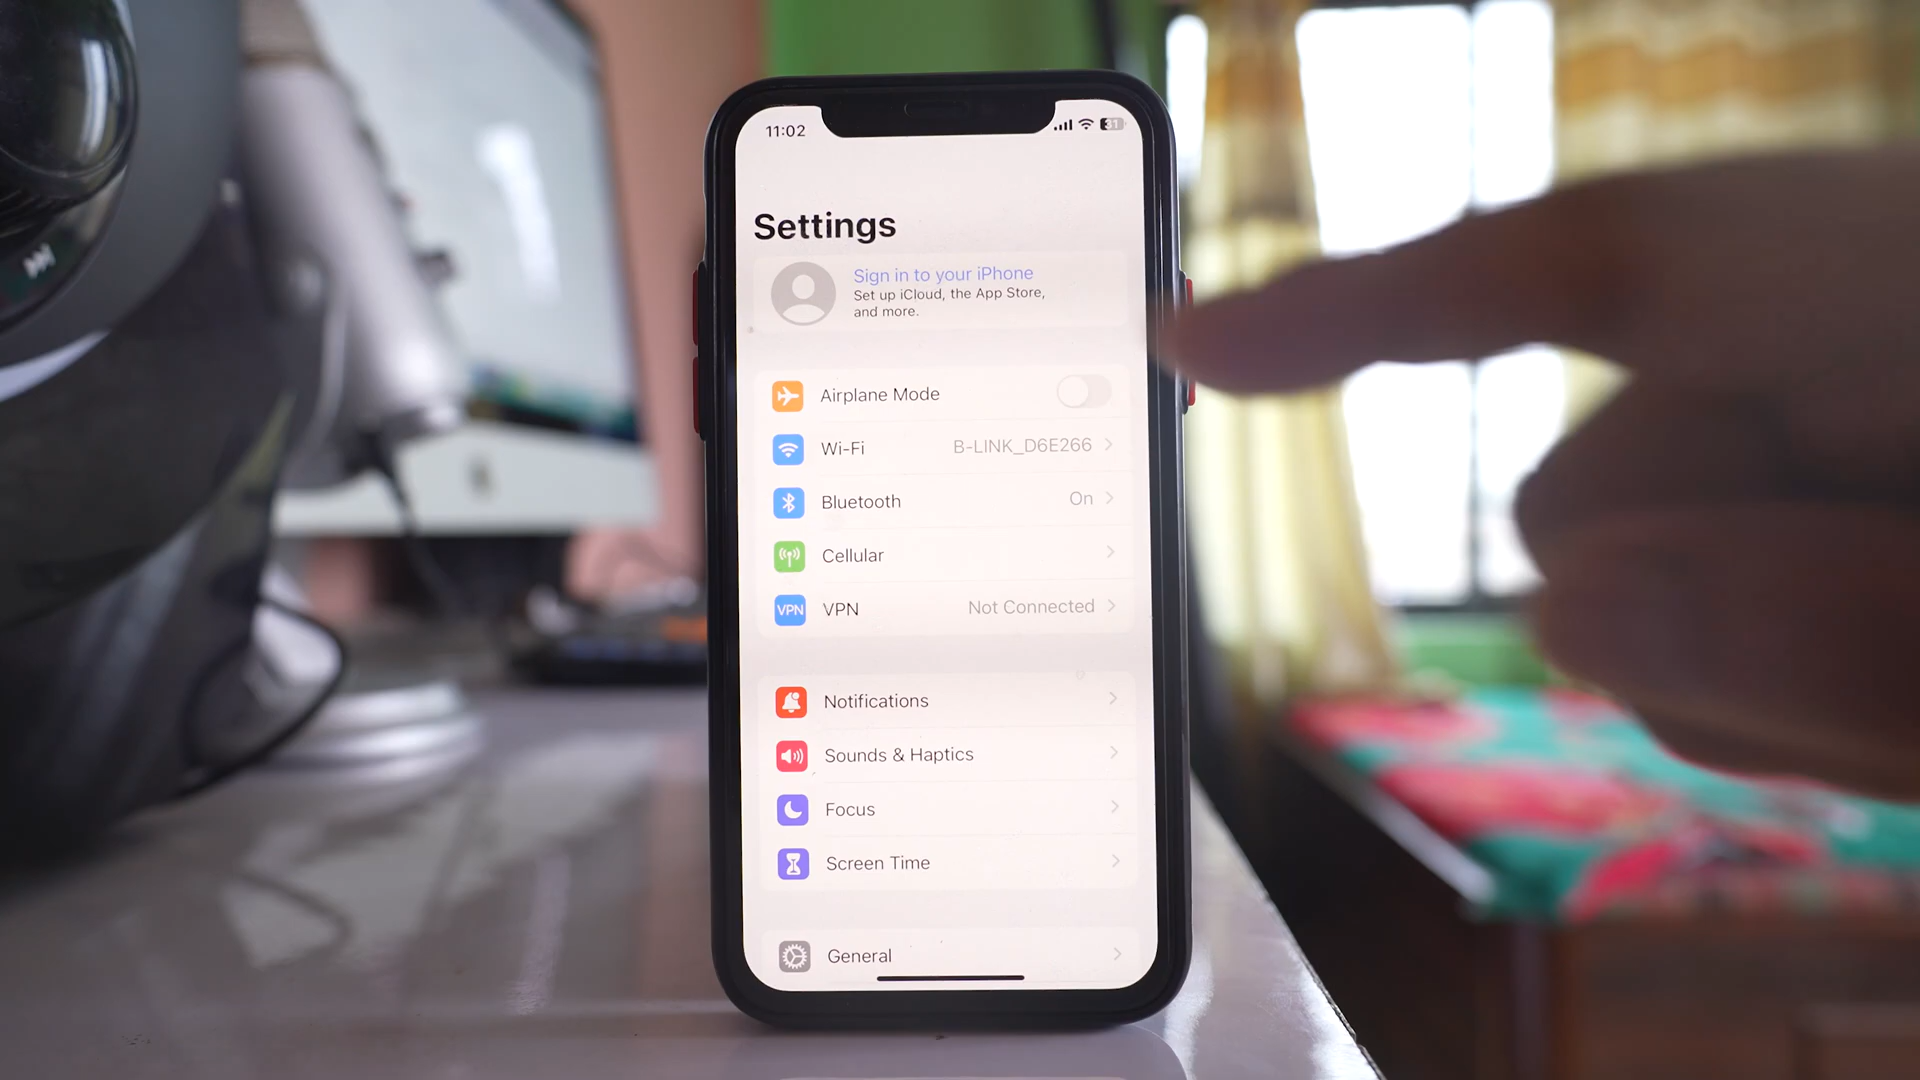 11:02
31
Settings
Sign in to your iPhone
Set up iCloud, the App Store,
and more.
Airplane Mode
Wi-Fi B-LINK_D6E266
Bluetooth On
Cellular
VPN VPN Not Connected
Notifications
Sounds & Haptics
Focus
Screen Time
General